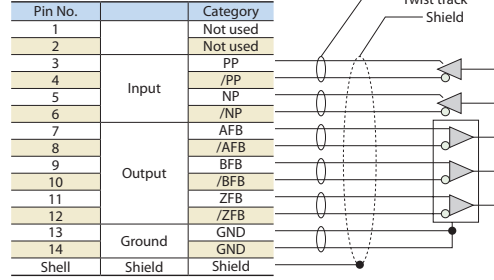 Twist track
Shield
Pin No. Category
1 Not used
2 Not used
3 PP
4 /PP
Input
5 NP
6 /NP
7 AFB
8 /AFB
9 BFB
Output
10 /BFB
11 ZFB
12 /ZFB
13 GND
Ground
14 GND
Shell Shield Shield